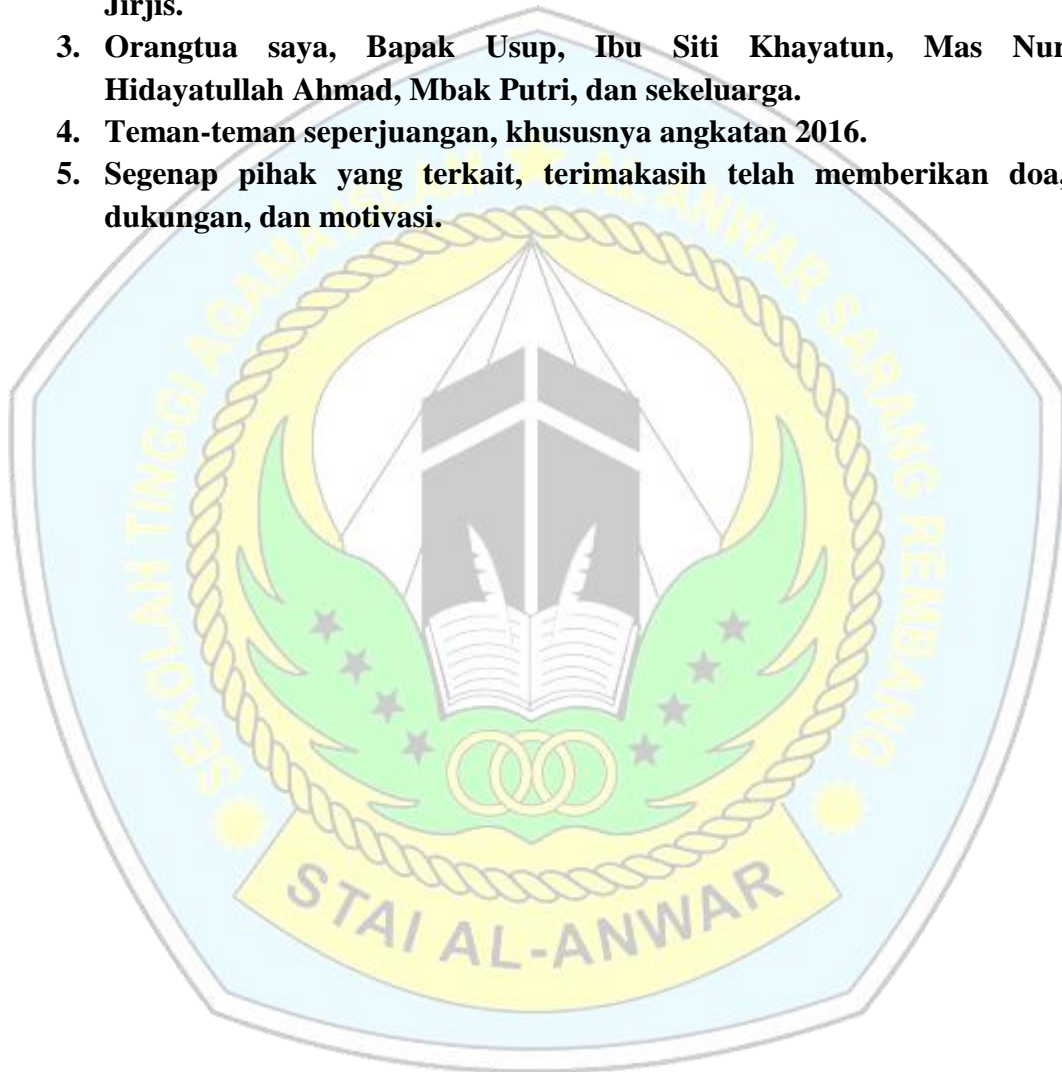 Jirjis.
3. Orangtua saya, Bapak Usup, Ibu Siti Khayatun, Mas Nur
Hidayatullah Ahmad, Mbak Putri, dan sekeluarga.
4. Teman-teman seperjuangan, khususnya angkatan 2016.
5. Segenap pihak yang terkait, terimakasih telah memberikan doa,
dukungan, dan motivasi.
SEKOLAH TINGGI AGAMA ISLAM AL-ANWAR SARANG REMBANG
STAI AL-ANWAR